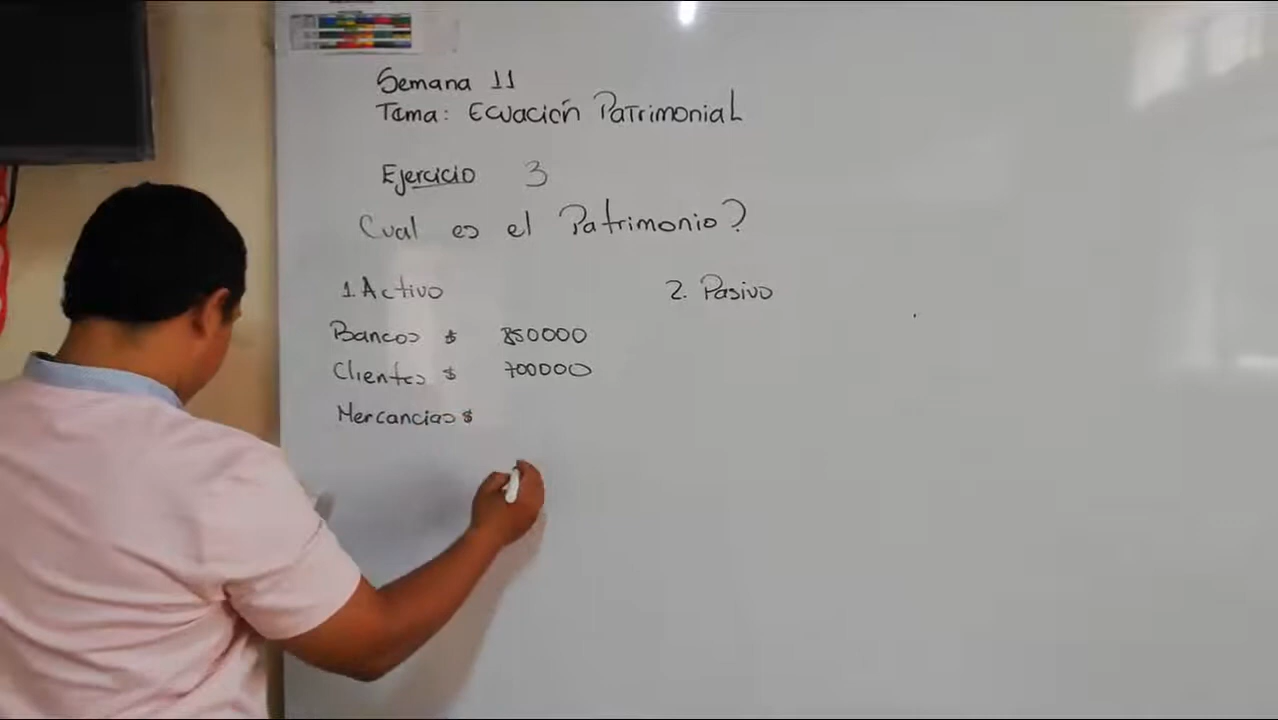 Semana 11
Tema: Ecuación Patrimonial
Ejercicio 3
Cual es el Patrimonio?
1. Activo
2. Pasivo
Bancos $ 850000
Clientes $ 700000
Mercancias $